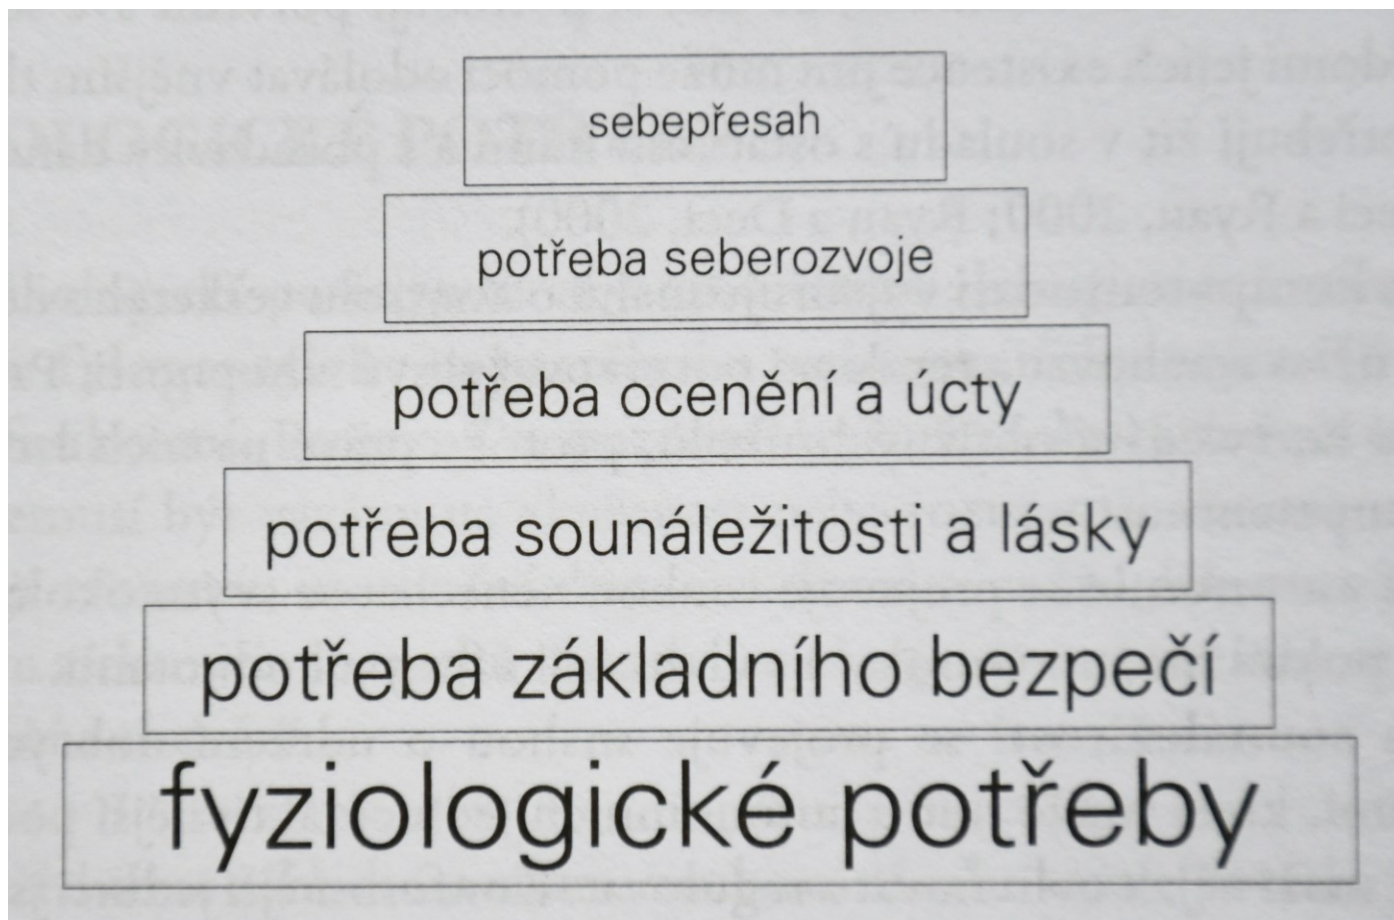 sebepřesah
potřeba seberozvoje
potřeba ocenění a úcty
potřeba sounáležitosti a lásky
potřeba základního bezpečí
fyziologické potřeby